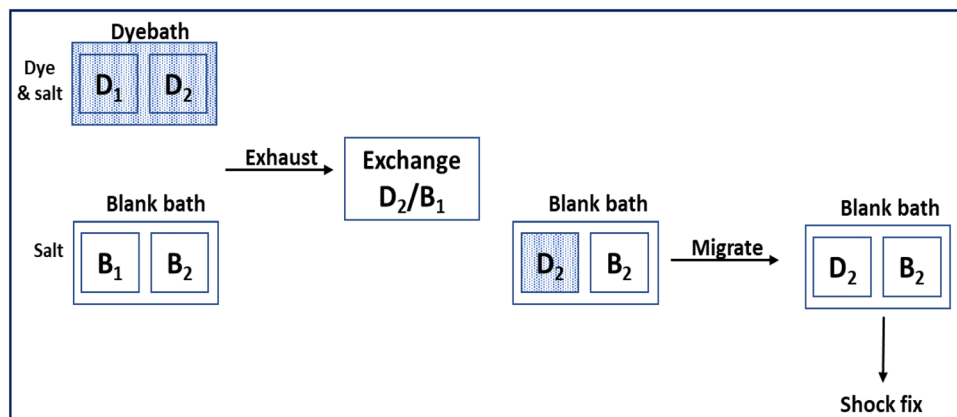 Dyebath
Dye
& salt
D₁ D₂
Exhaust
Exchange
D₂/B₁
Blank bath
Salt
B₁ B₂
Blank bath
D₂ B₂
Migrate
Blank bath
D₂ B₂
Shock fix